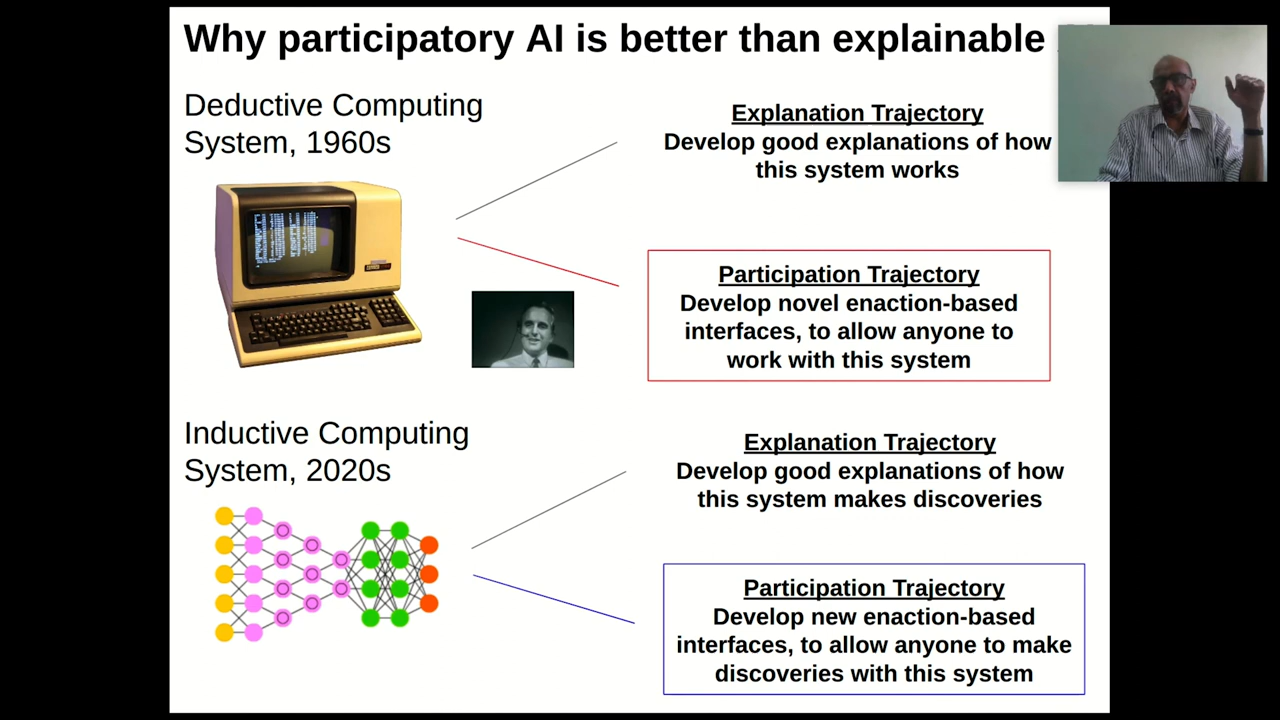 Why participatory AI is better than explainable
Deductive Computing
System, 1960s
Explanation Trajectory
Develop good explanations of how
this system works
Participation Trajectory
Develop novel enaction-based
interfaces, to allow anyone to
work with this system
Inductive Computing
System, 2020s
Explanation Trajectory
Develop good explanations of how
this system makes discoveries
Participation Trajectory
Develop new enaction-based
interfaces, to allow anyone to make
discoveries with this system